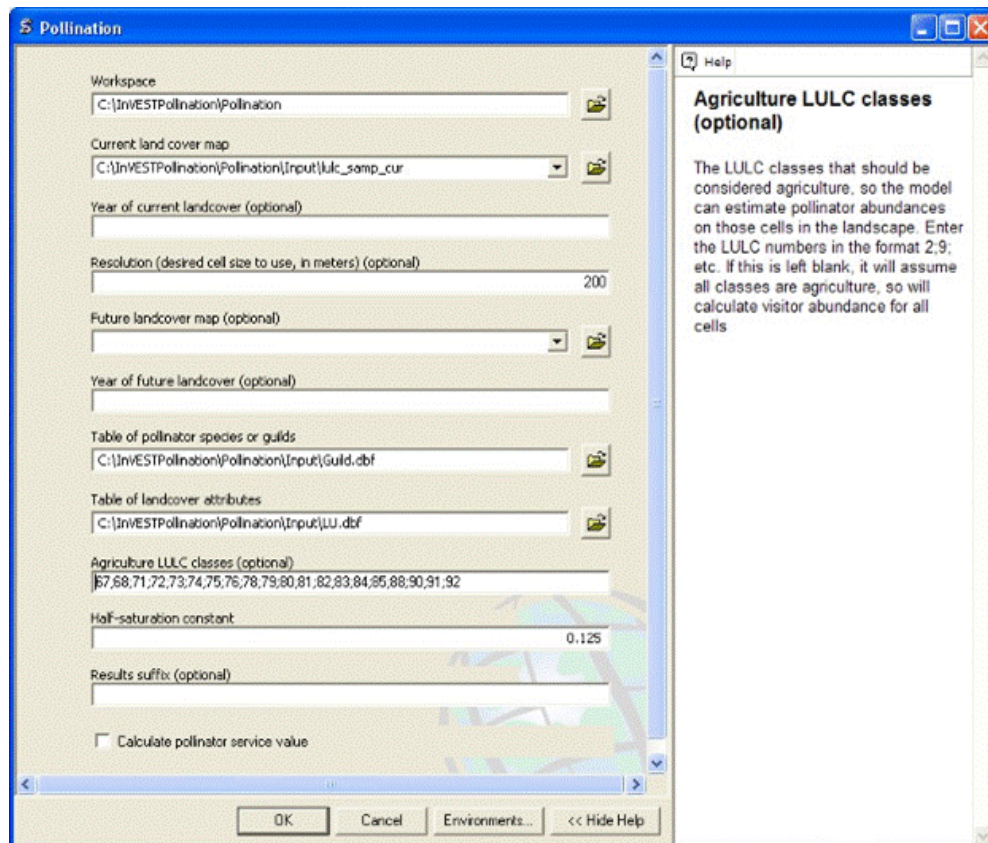 Pollination
Workspace
C:\InVESTPollination\Pollination
Current land cover map
C:\InVESTPollination\Pollination\Input\lulc_samp_cur
Year of current landcover (optional)
Resolution (desired cell size to use, in meters) (optional)
200
Future landcover map (optional)
Year of future landcover (optional)
Table of pollinator species or guilds
C:\InVESTPollination\Pollination\Input\Guild.dbf
Table of landcover attributes
C:\InVESTPollination\Pollination\Input\LU.dbf
Agriculture LULC classes (optional)
67;68;71;72;73;74;75;76;78;79;80;81;82;83;84;85;88;90;91;92
Half-saturation constant
0.125
Results suffix (optional)
Calculate pollinator service value
OK
Cancel
Environments...
<< Hide Help
Help
Agriculture LULC classes
(optional)
The LULC classes that should be
considered agriculture, so the model
can estimate pollinator abundances
on those cells in the landscape. Enter
the LULC numbers in the format 2;9;
etc. If this is left blank, it will assume
all classes are agriculture, so will
calculate visitor abundance for all
cells